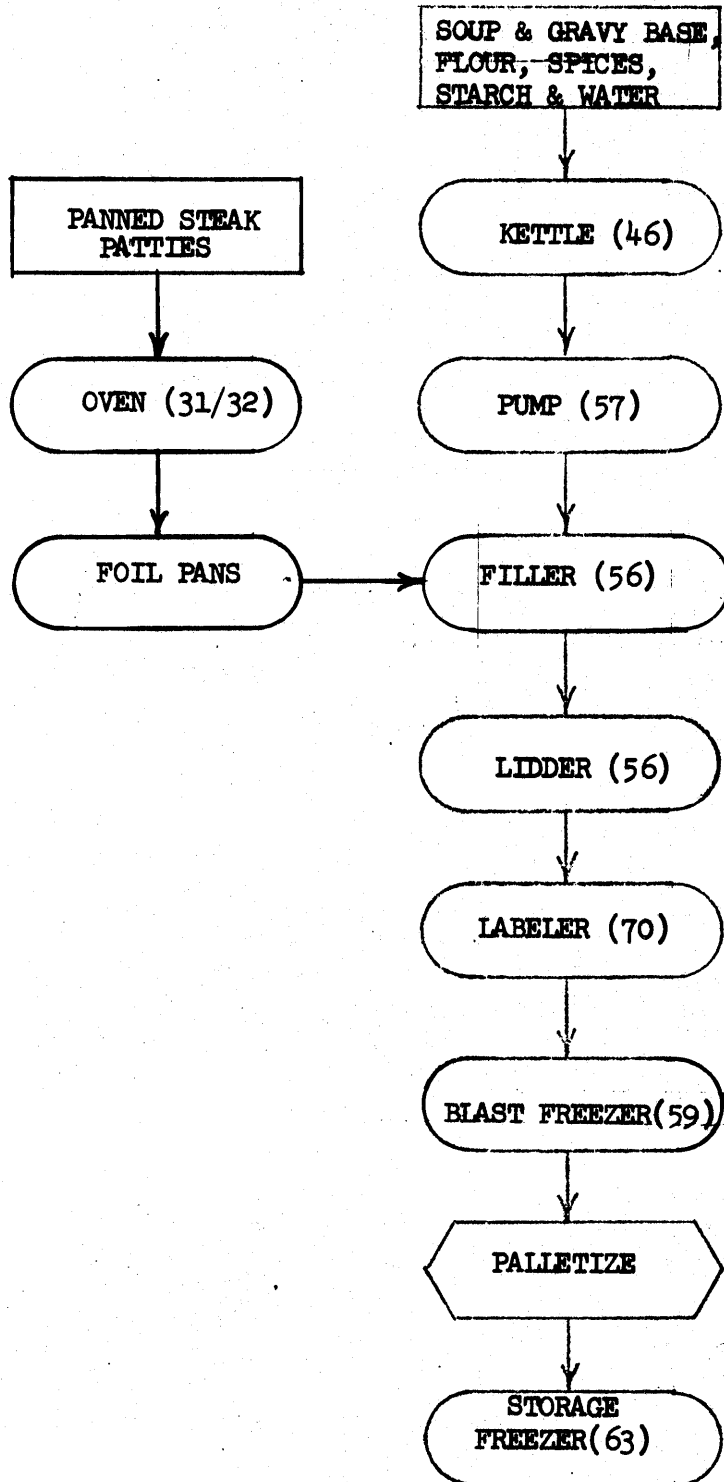 SOUP & GRAVY BASE,
FLOUR, SPICES,
STARCH & WATER
PANNED STEAK
PATTIES
KETTLE (46)
OVEN (31/32)
PUMP (57)
FOIL PANS
FILLER (56)
LIDDER (56)
LABELER (70)
BLAST FREEZER(59)
PALLETIZE
STORAGE
FREEZER(63)